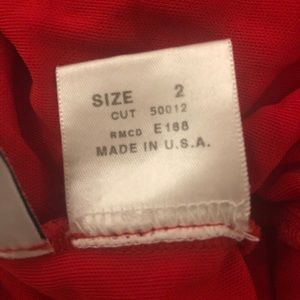 SIZE 2
CUT 50012
RMCD E168
MADE IN U.S.A.